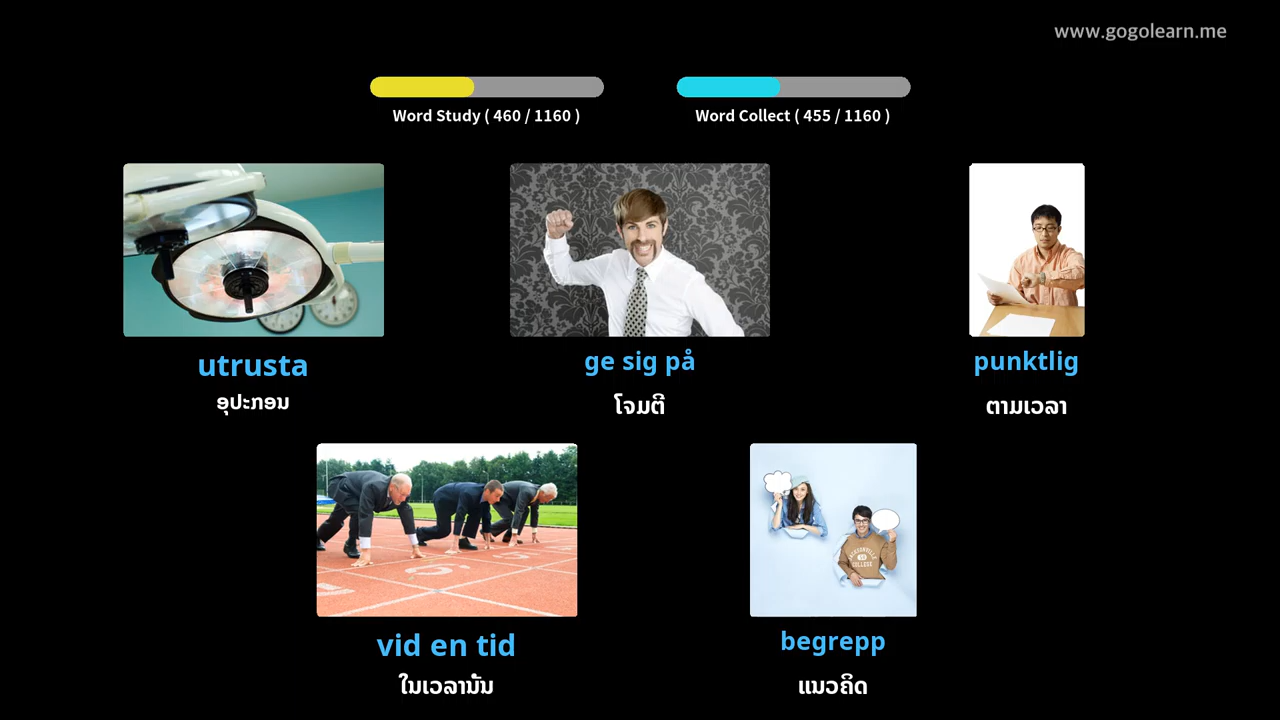 www.gogolearn.me
Word Study ( 460 / 1160 )
Word Collect ( 455 / 1160 )
utrusta
ອຸປະກອນ
ge sig på
ໂຈມຕີ
punktlig
ຕາມເວລາ
vid en tid
ໃນເວລານັ້ນ
begrepp
ແນວຄິດ
JACKSONVILLE
COLLEGE